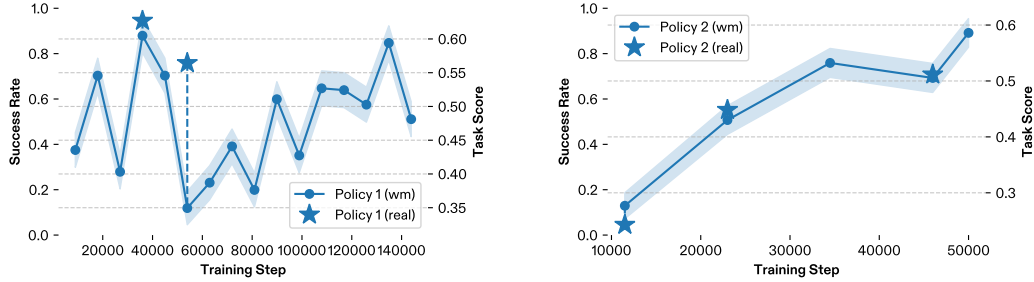 1.0
0.8
0.6
0.4
0.2
0.0
Success Rate
0.60
0.55
0.50
0.45
0.40
0.35
Task Score
Policy 1 (wm)
Policy 1 (real)
20000 40000 60000 80000 100000 120000 140000
Training Step
1.0
0.8
0.6
0.4
0.2
0.0
Success Rate
0.6
0.5
0.4
0.3
Task Score
Policy 2 (wm)
Policy 2 (real)
10000 20000 30000 40000 50000
Training Step